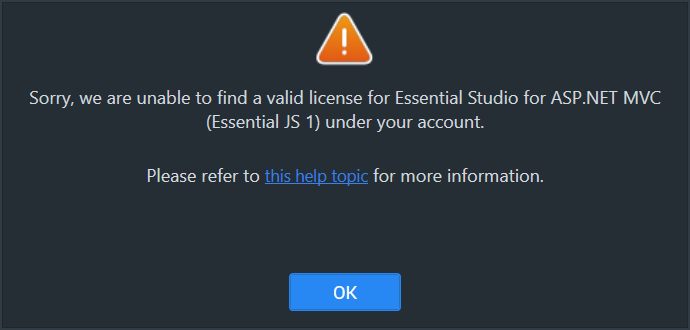 Sorry, we are unable to find a valid license for Essential Studio for ASP.NET MVC
(Essential JS 1) under your account.
Please refer to this help topic for more information.
OK